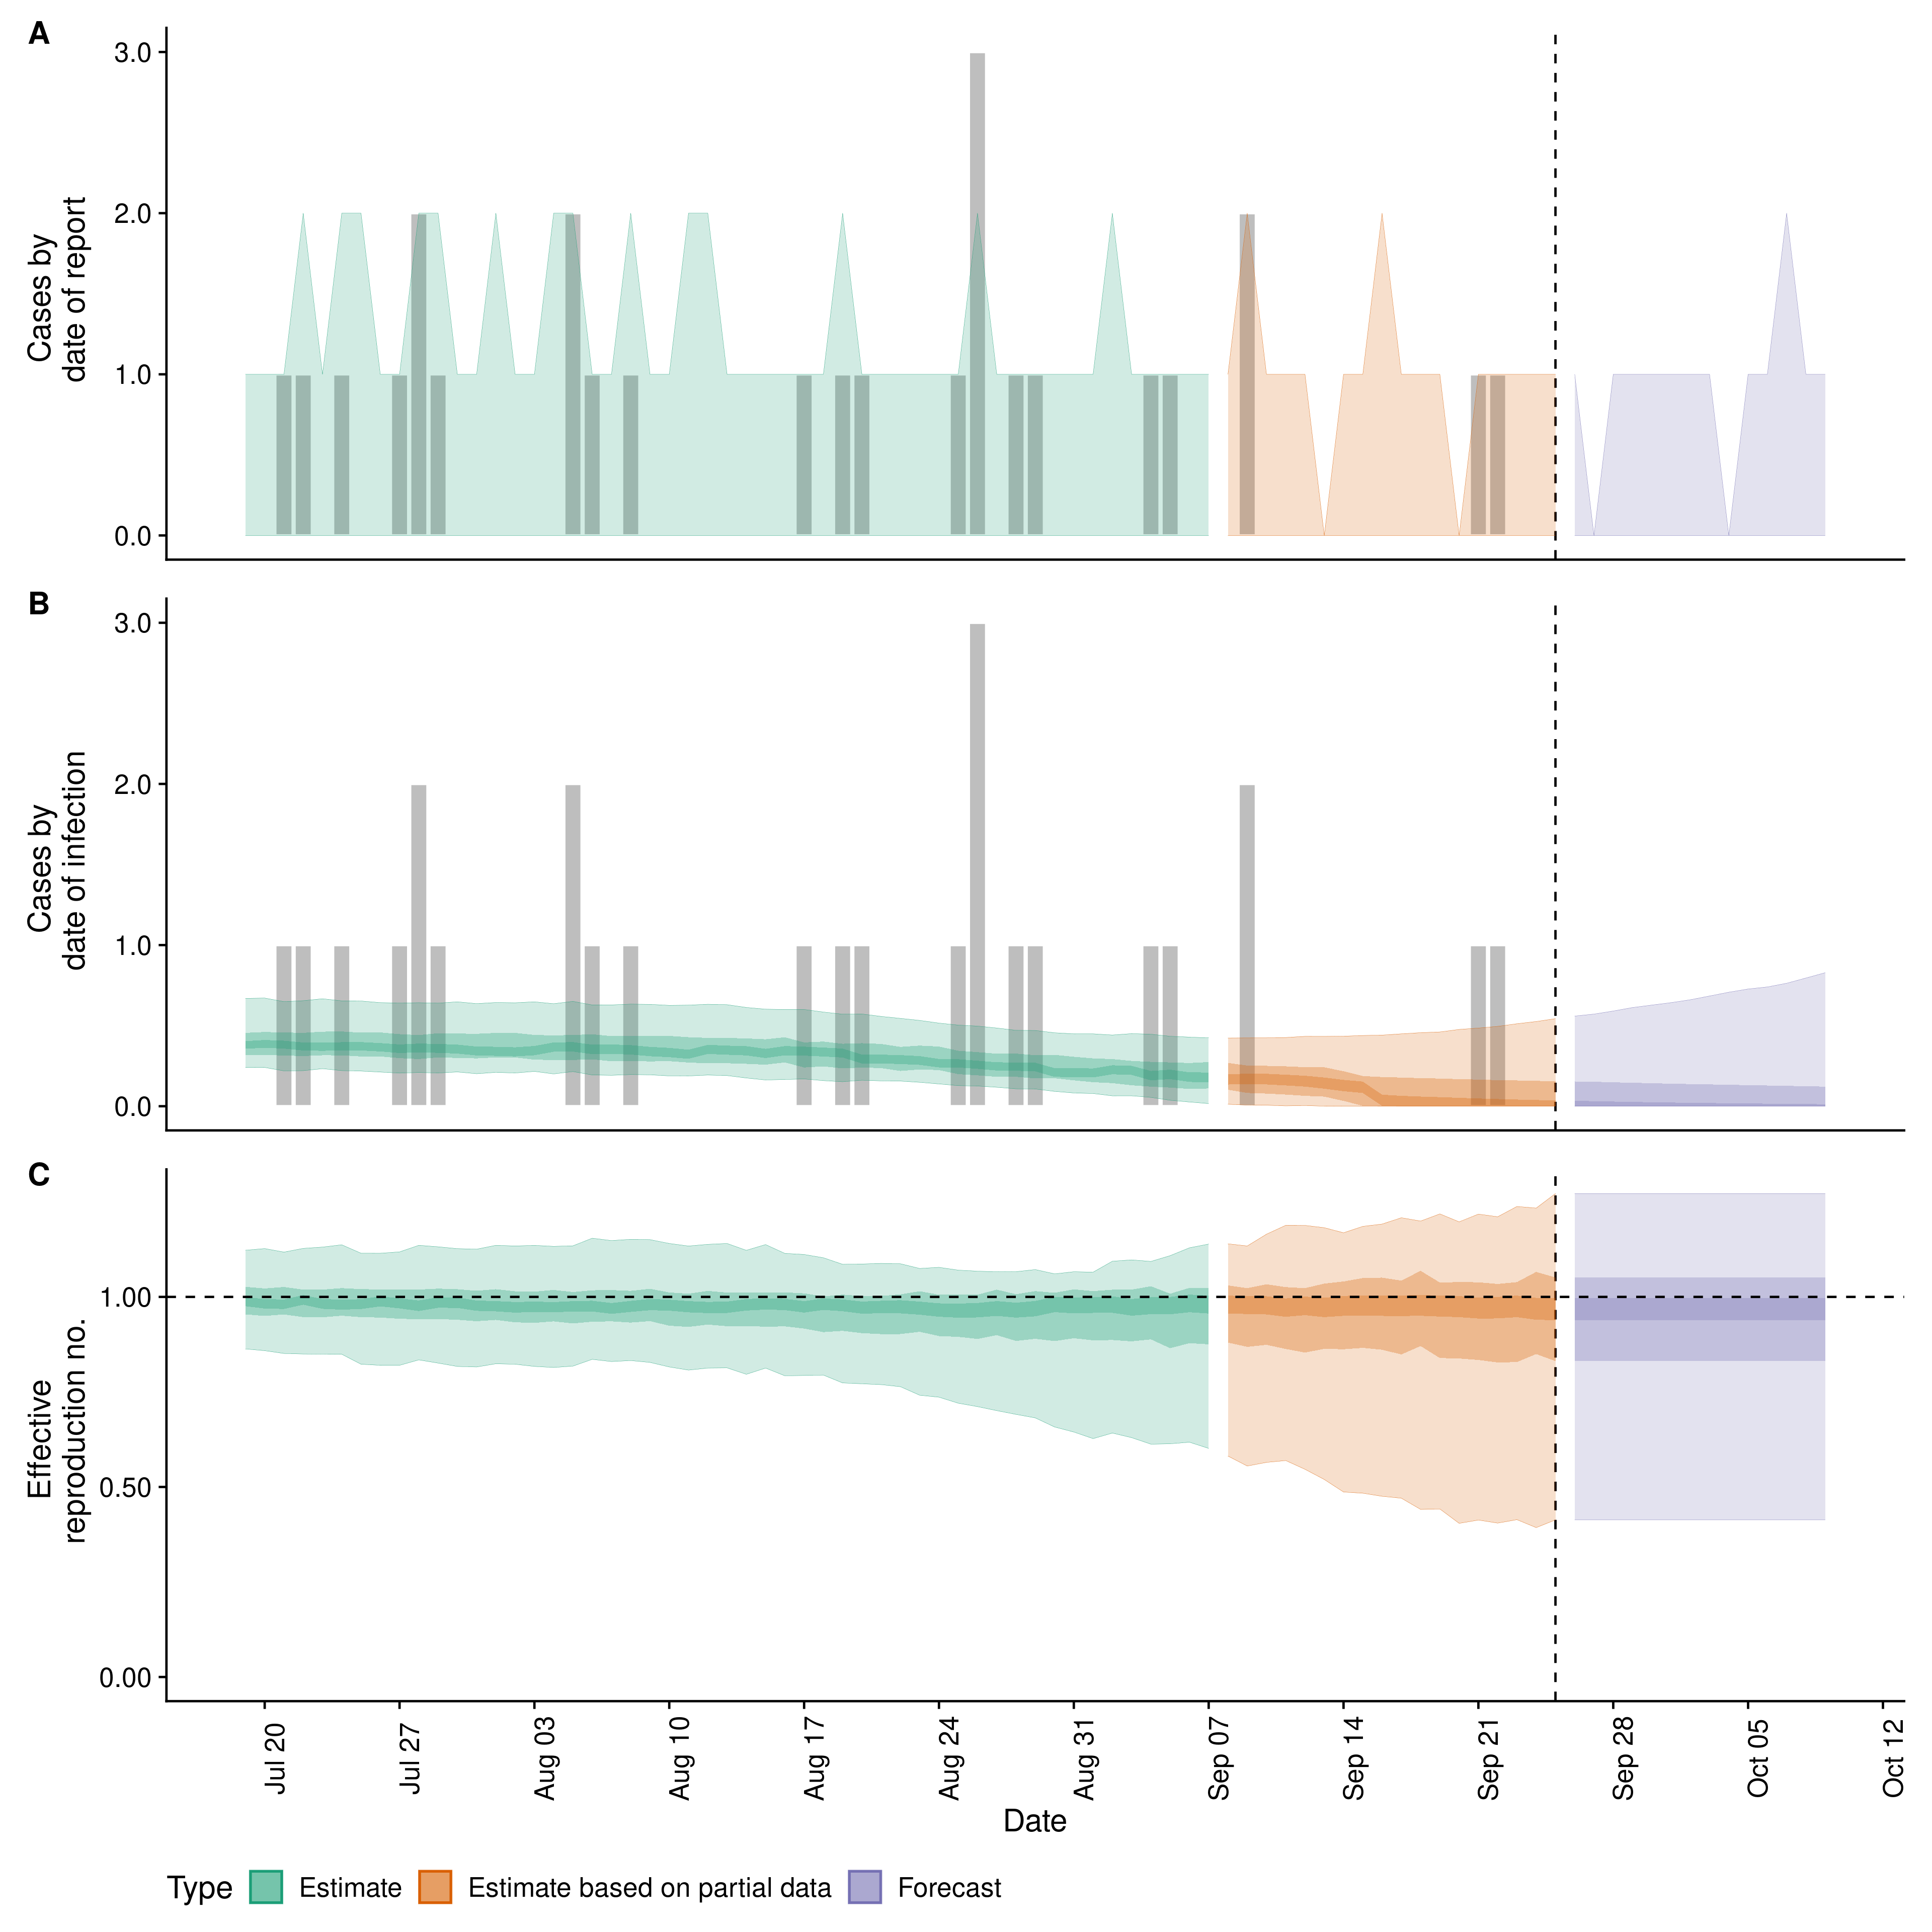 A
3.0
2.0
1.0
0.0
Cases by
date of report
B
3.0
2.0
1.0
0.0
Cases by
date of infection
C
1.00
0.50
0.00
Effective
reproduction no.
Jul 20
Jul 27
Aug 03
Aug 10
Aug 17
Aug 24
Aug 31
Sep 07
Sep 14
Sep 21
Sep 28
Oct 05
Oct 12
Date
Type Estimate Estimate based on partial data Forecast